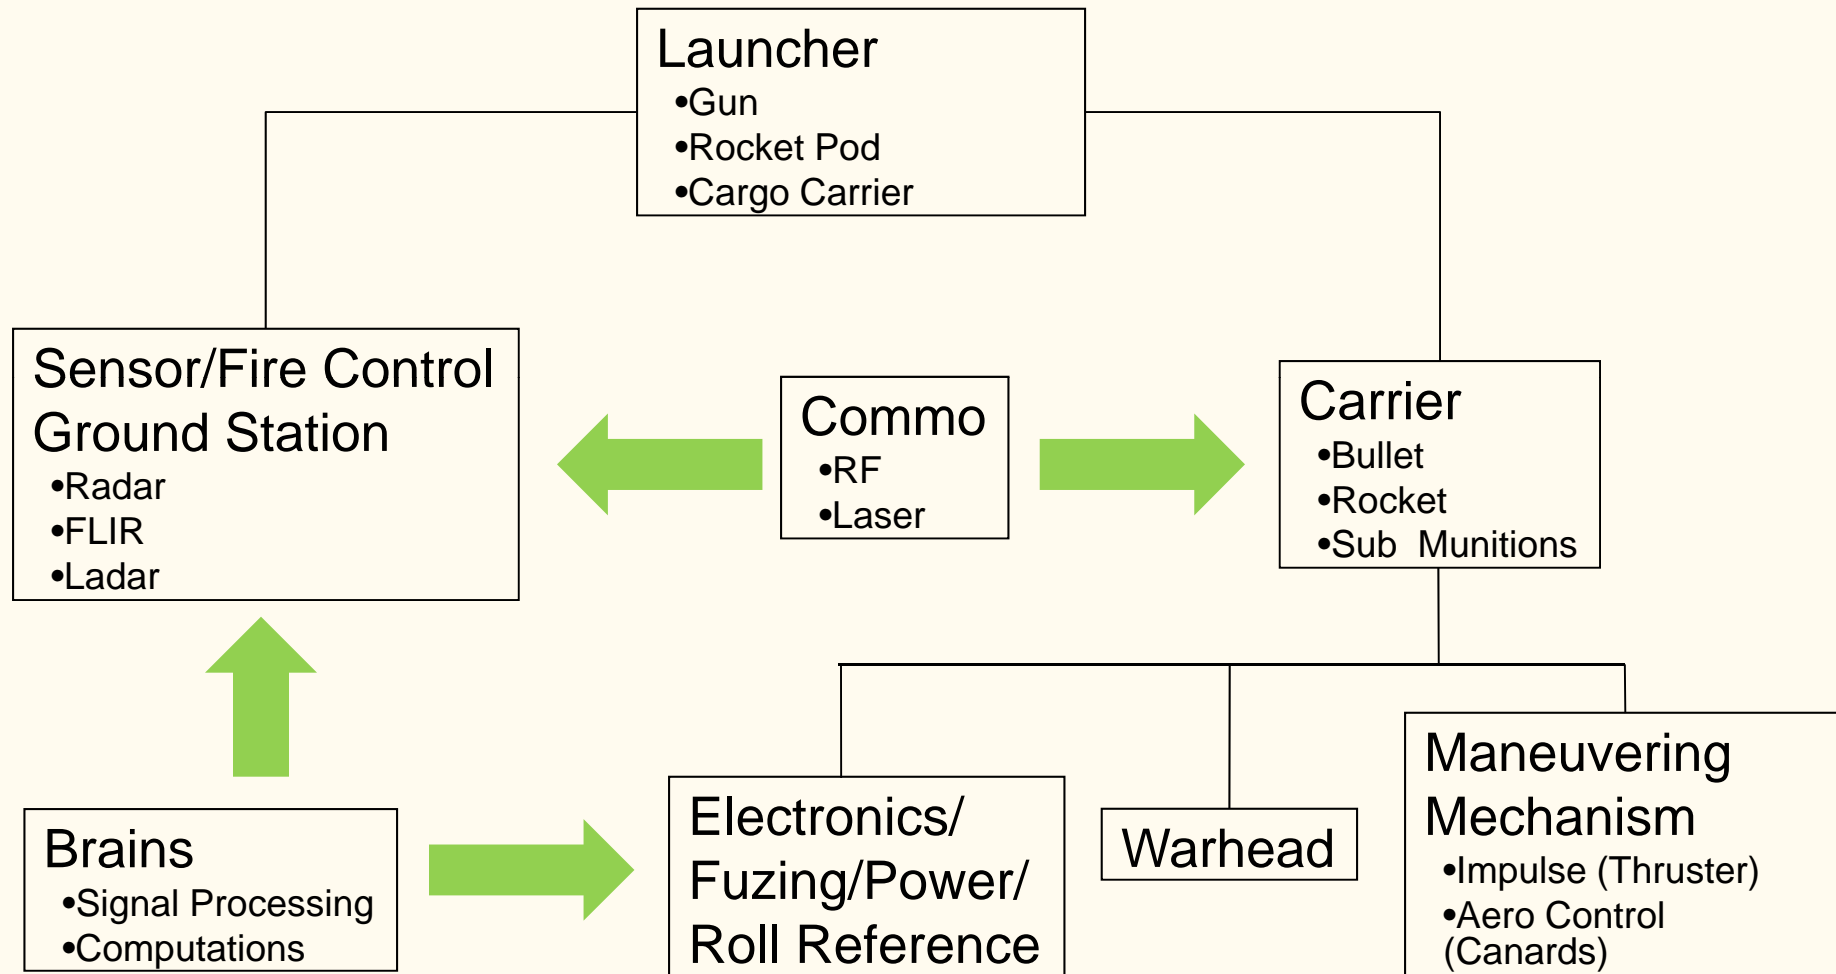 Launcher
•Gun
•Rocket Pod
•Cargo Carrier
Sensor/Fire Control
Ground Station
•Radar
•FLIR
•Ladar
Commo
•RF
•Laser
Carrier
•Bullet
•Rocket
•Sub  Munitions
Brains
•Signal Processing
•Computations
Electronics/
Fuzing/Power/
Roll Reference
Warhead
Maneuvering
Mechanism
•Impulse (Thruster)
•Aero Control
(Canards)